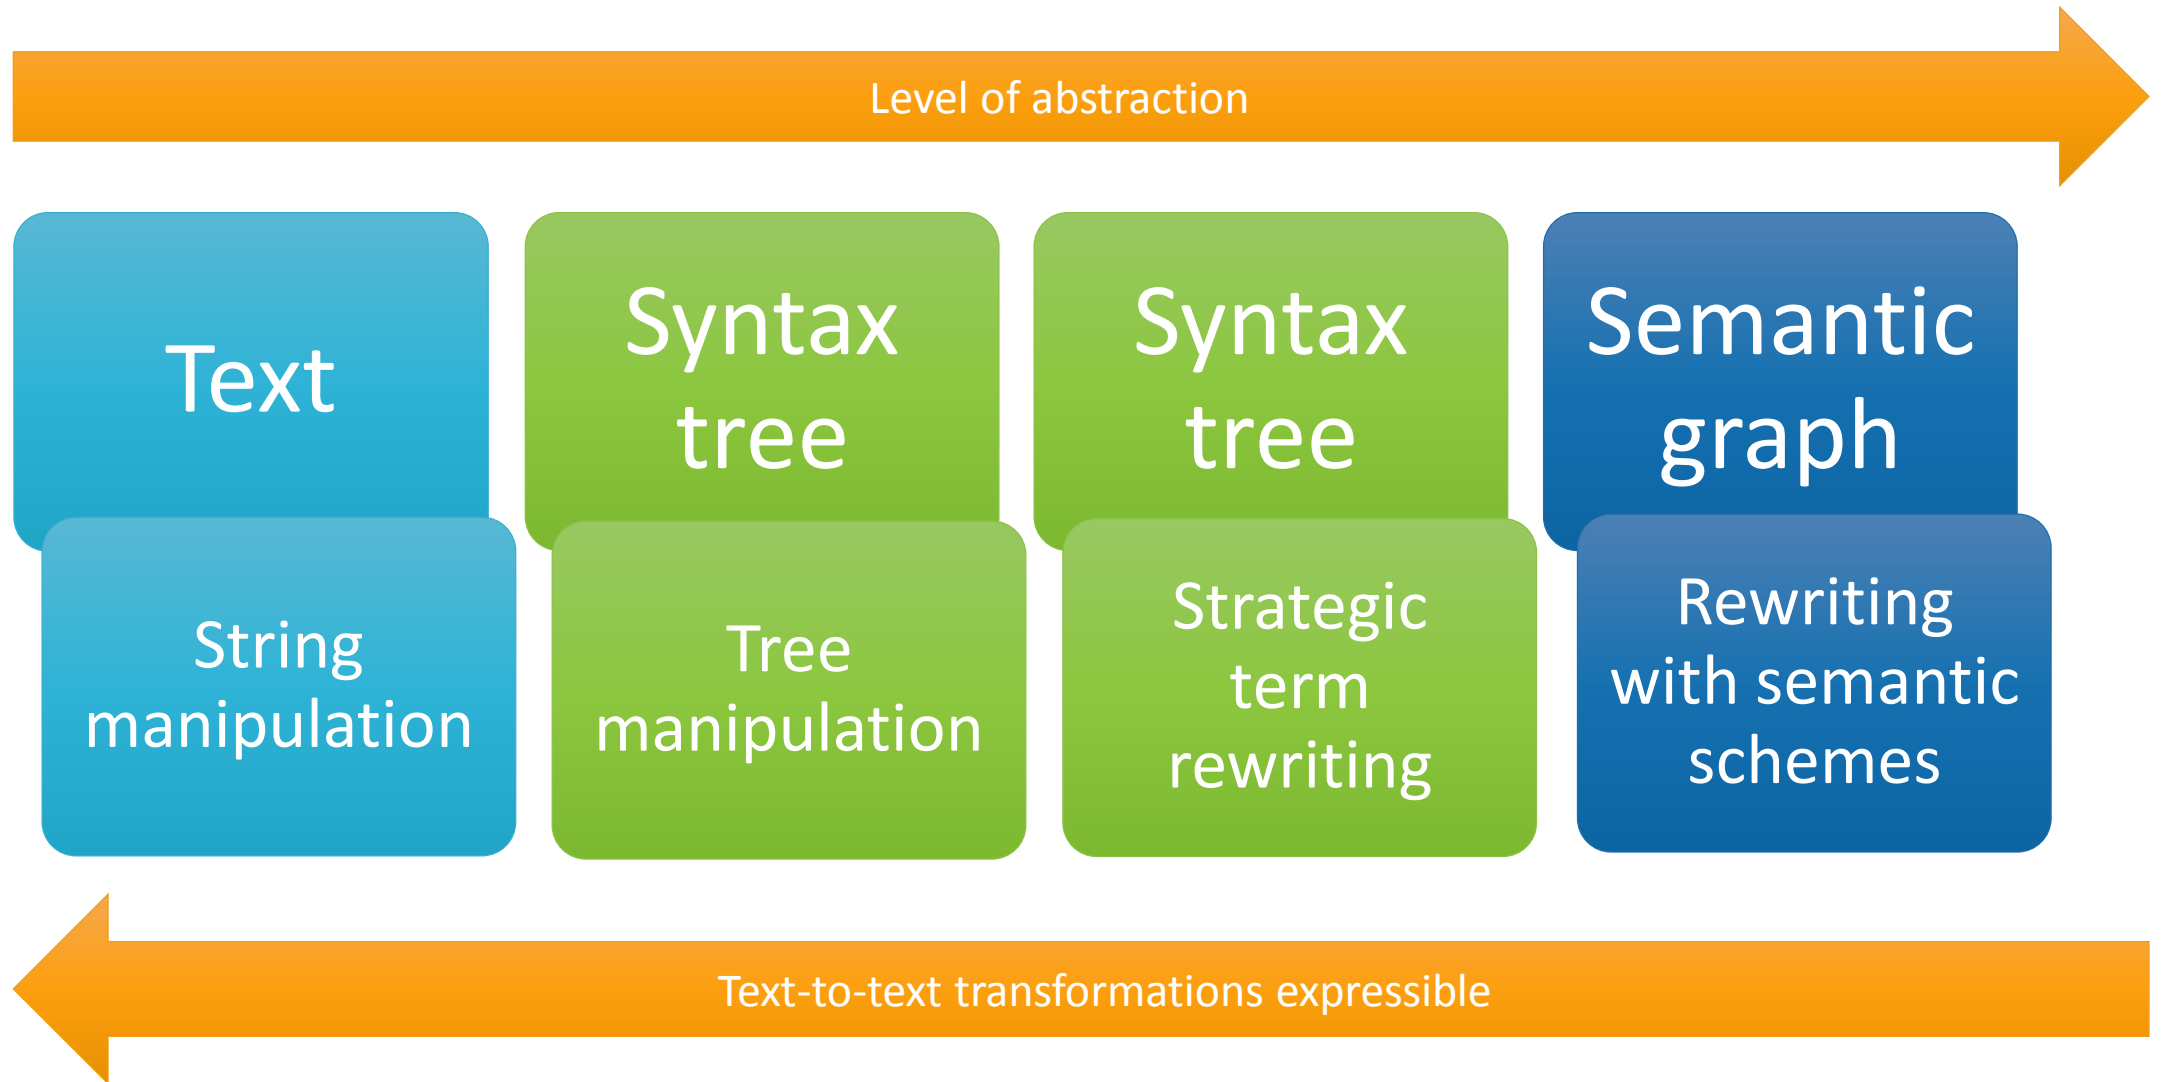 Level of abstraction
Text
Syntax
tree
Syntax
tree
Semantic
graph
String
manipulation
Tree
manipulation
Strategic
term
rewriting
Rewriting
with semantic
schemes
Text-to-text transformations expressible